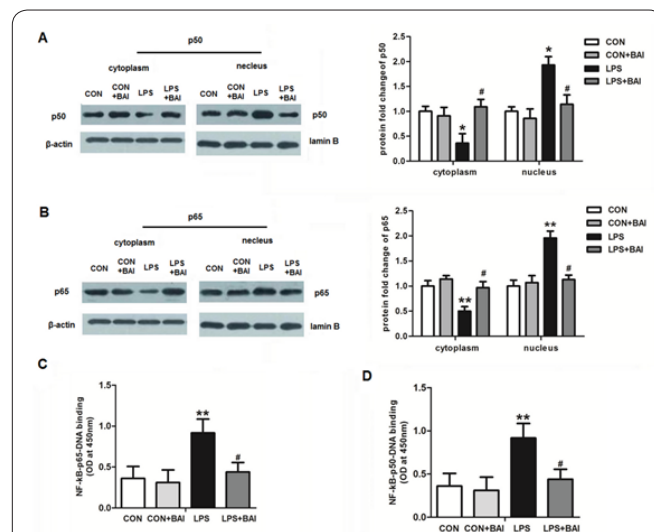 A
p50
cytoplasm
necleus
CON
CON
+BAI
LPS
LPS
+BAI
CON
CON
+BAI
LPS
LPS
+BAI
p50
p50
β-actin
lamin B
protein fold change of p50
2.5
2.0
1.5
1.0
0.5
0.0
*
#
*
#
cytoplasm
nucleus
CON
CON+BAI
LPS
LPS+BAI
B
p65
cytoplasm
necleus
CON
CON
+BAI
LPS
LPS
+BAI
CON
CON
+BAI
LPS
LPS
+BAI
p65
p65
β-actin
lamin B
protein fold change of p65
2.5
2.0
1.5
1.0
0.5
0.0
**
#
**
#
cytoplasm
nucleus
CON
CON+BAI
LPS
LPS+BAI
C
NF-kB-p65-DNA binding
(OD at 450nm)
1.5
1.0
0.5
0.0
**
#
CON
CON+BAI
LPS
LPS+BAI
D
NF-kB-p50-DNA binding
(OD at 450nm)
1.5
1.0
0.5
0.0
**
#
CON
CON+BAI
LPS
LPS+BAI